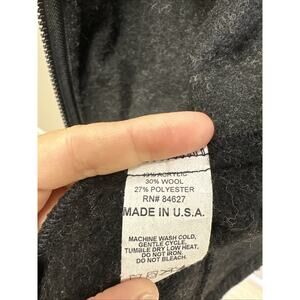 43% ACRYLIC
30% WOOL
27% POLYESTER
RN# 84627
MADE IN U.S.A.
MACHINE WASH COLD,
GENTLE CYCLE,
TUMBLE DRY LOW HEAT,
DO NOT IRON.
DO NOT BLEACH.